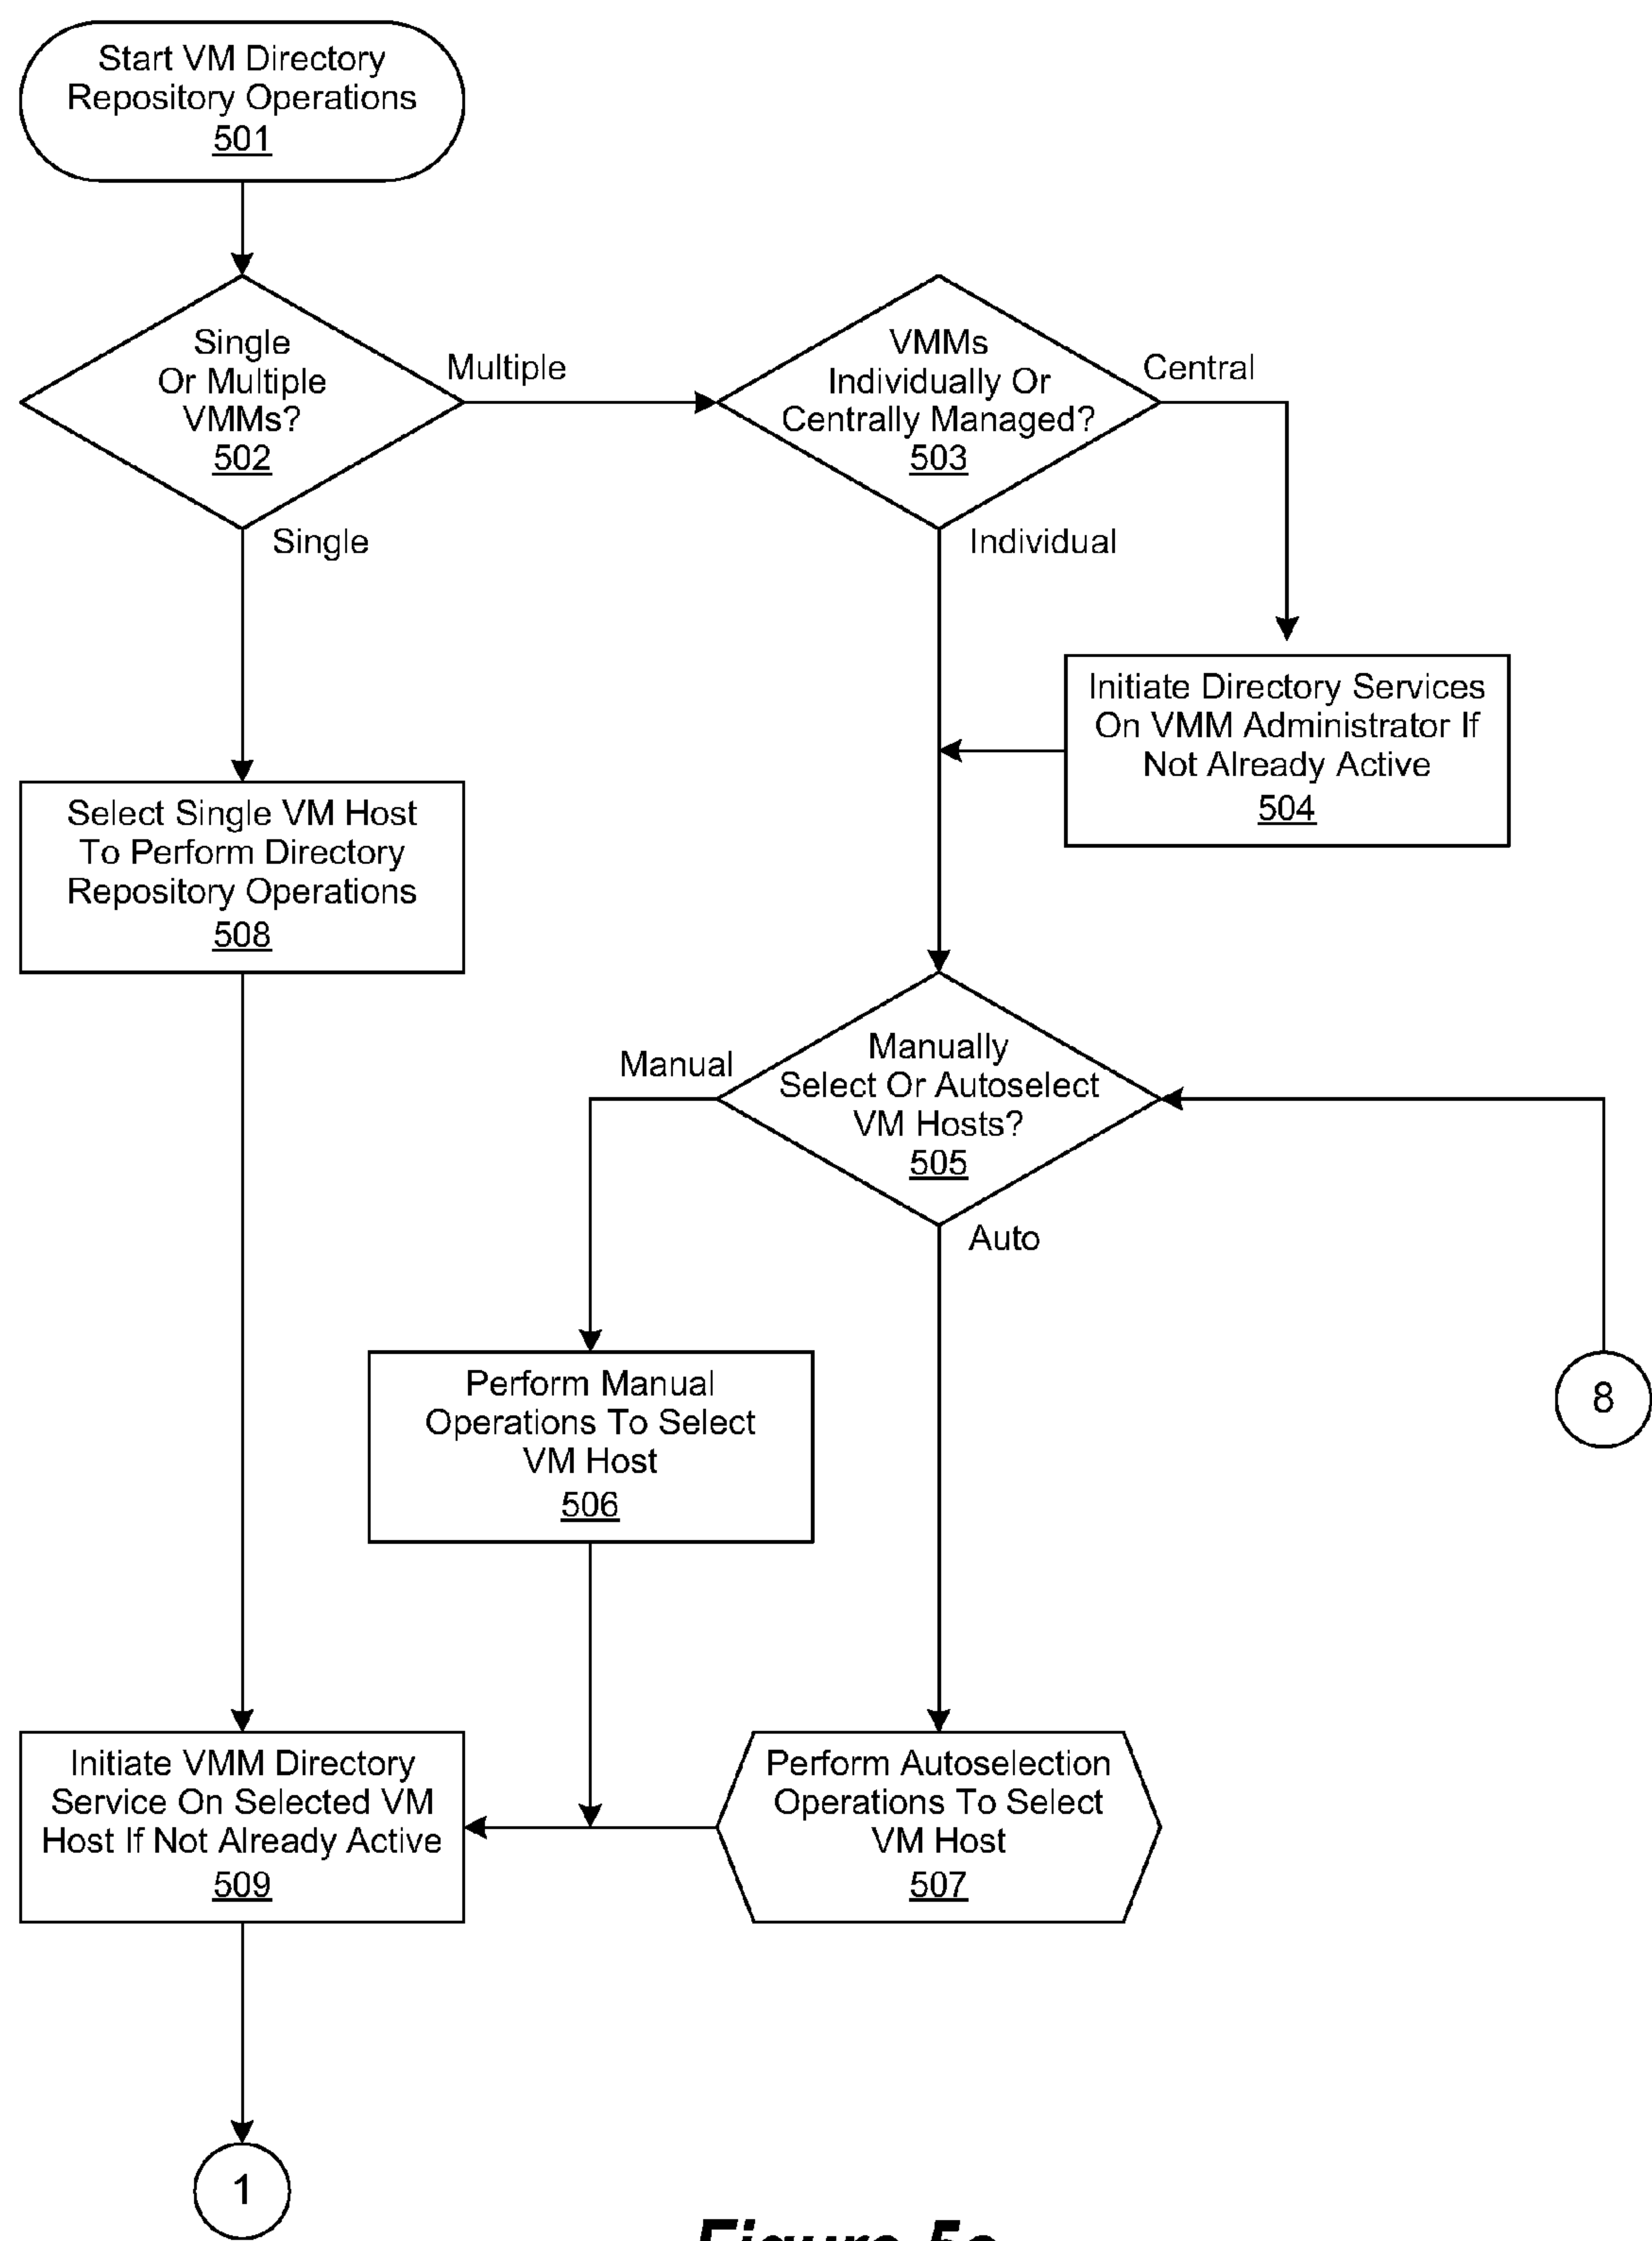 Start VM Directory
Repository Operations
501
Single
Or Multiple
VMMs?
502
Multiple
Single
VMMs
Individually Or
Centrally Managed?
503
Central
Individual
Initiate Directory Services
On VMM Administrator If
Not Already Active
504
Select Single VM Host
To Perform Directory
Repository Operations
508
Manually
Select Or Autoselect
VM Hosts?
505
Manual
Auto
Perform Manual
Operations To Select
VM Host
506
8
Initiate VMM Directory
Service On Selected VM
Host If Not Already Active
509
Perform Autoselection
Operations To Select
VM Host
507
1
Figure